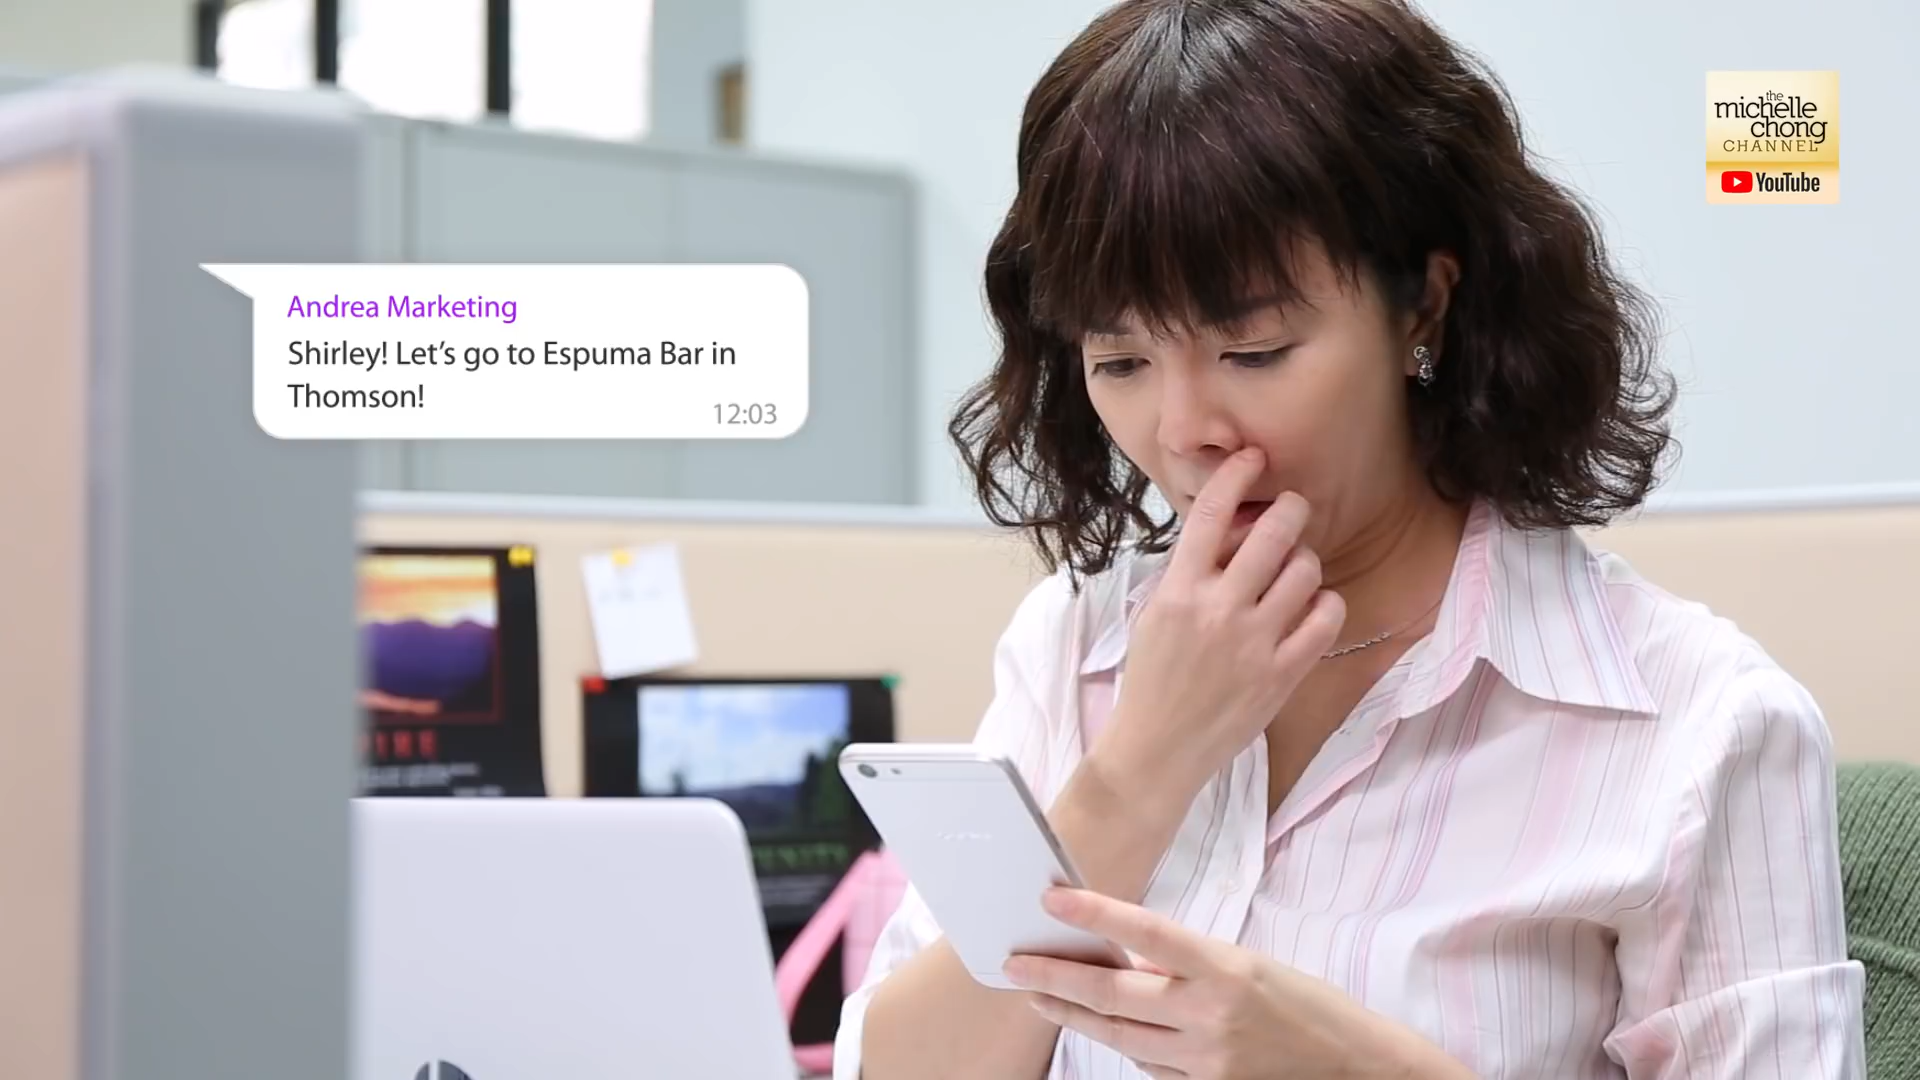 the
michelle
chong
CHANNEL
YouTube
Andrea Marketing
Shirley! Let's go to Espuma Bar in
Thomson!
12:03